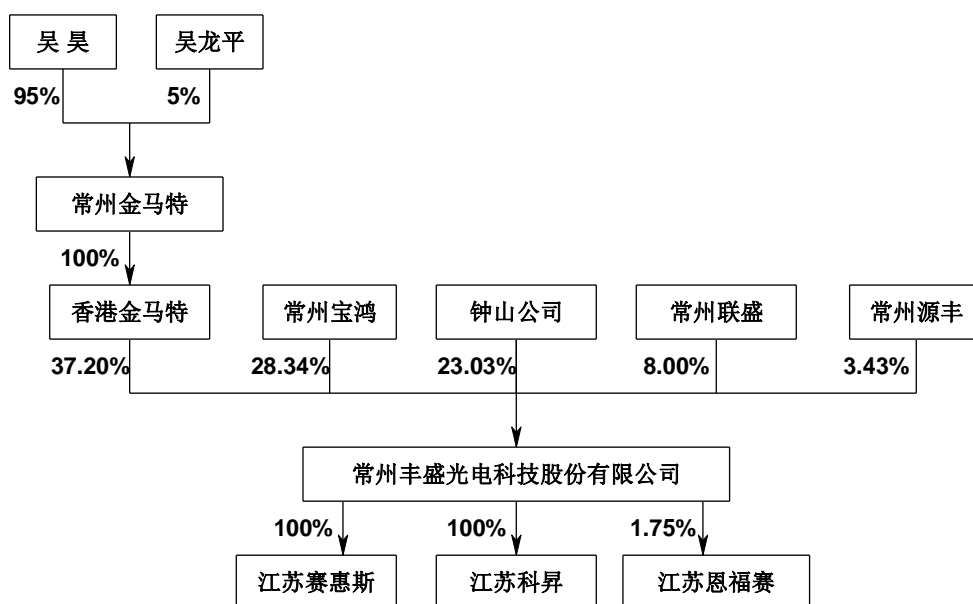 吴 昊
吴龙平
95%
5%
常州金马特
100%
香港金马特
常州宝鸿
钟山公司
常州联盛
常州源丰
37.20%
28.34%
23.03%
8.00%
3.43%
常州丰盛光电科技股份有限公司
100%
100%
1.75%
江苏赛惠斯
江苏科昇
江苏恩福赛